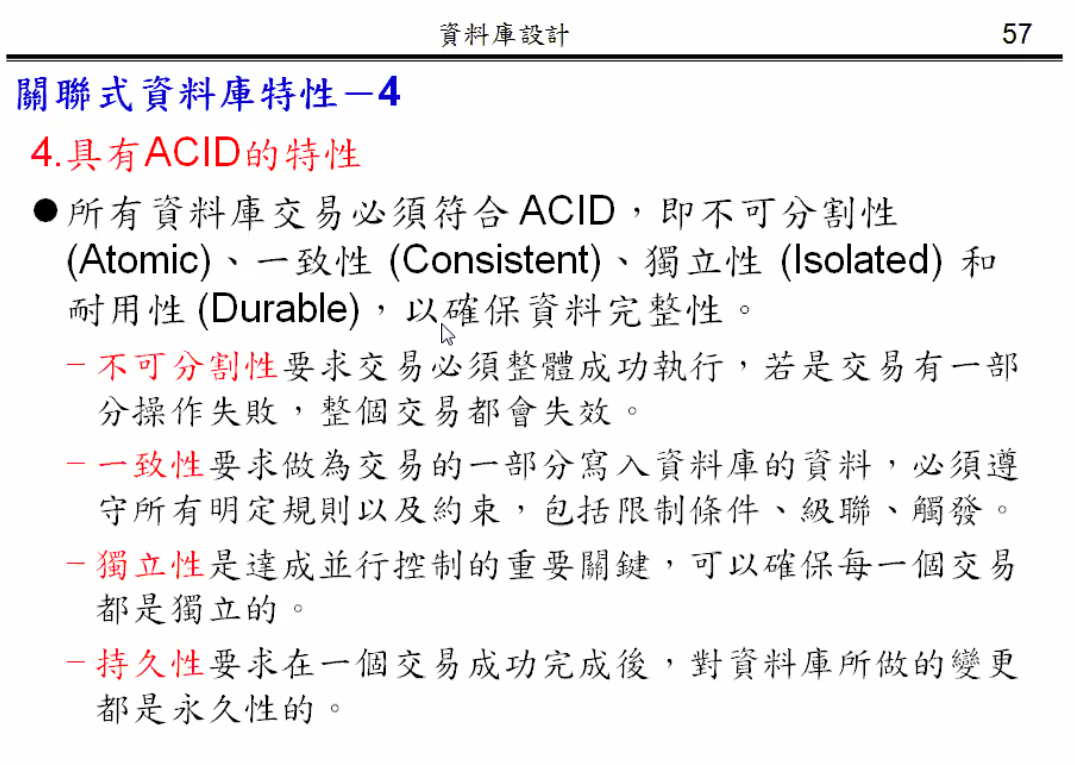 資料庫設計 57
關聯式資料庫特性－4
4.具有ACID的特性
●所有資料庫交易必須符合 ACID，即不可分割性
(Atomic)、一致性 (Consistent)、獨立性 (Isolated) 和
耐用性 (Durable)，以確保資料完整性。
－不可分割性要求交易必須整體成功執行，若是交易有一部
分操作失敗，整個交易都會失效。
－一致性要求做為交易的一部分寫入資料庫的資料，必須遵
守所有明定規則以及約束，包括限制條件、級聯、觸發。
－獨立性是達成並行控制的重要關鍵，可以確保每一個交易
都是獨立的。
－持久性要求在一個交易成功完成後，對資料庫所做的變更
都是永久性的。